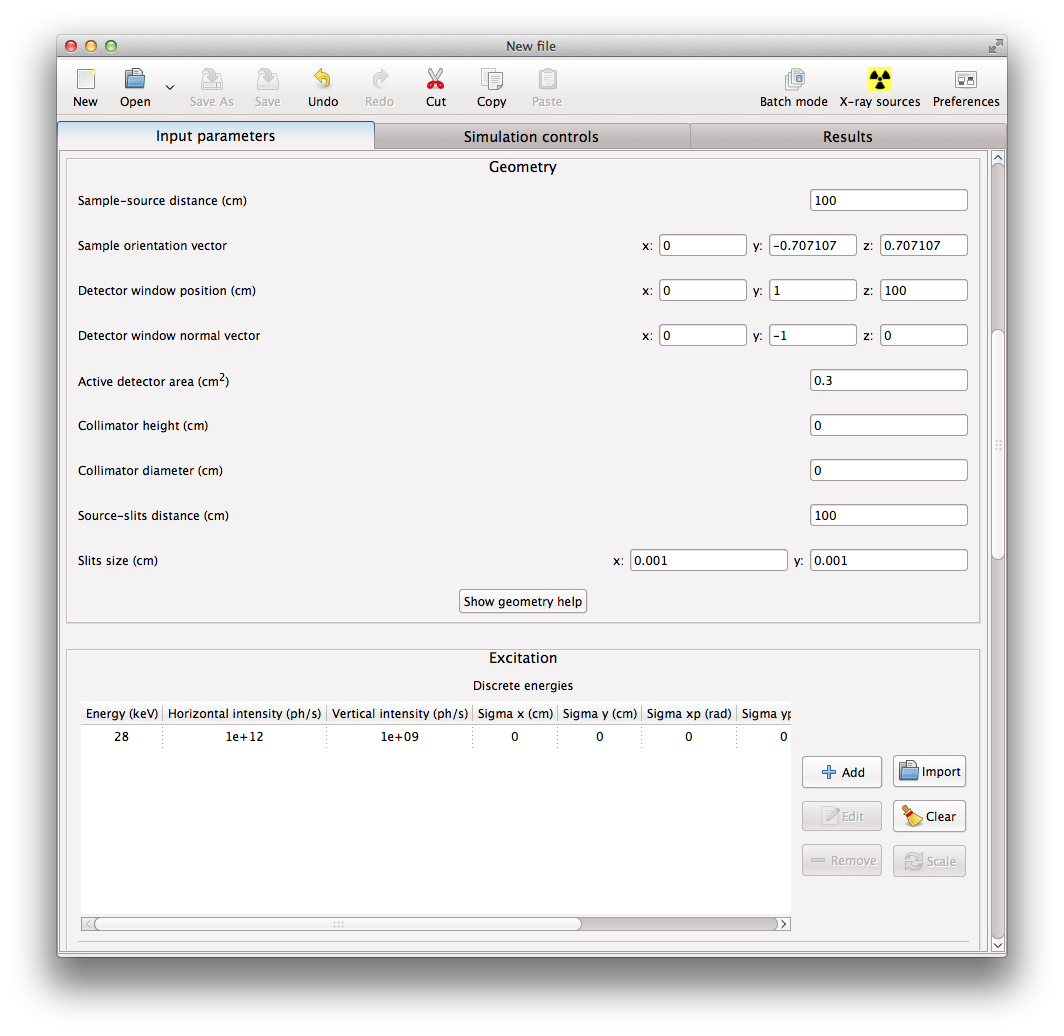 New file
New Open Save As Save Undo Redo Cut Copy Paste Batch mode X-ray sources Preferences
Input parameters Simulation controls Results
Geometry
Sample-source distance (cm) 100
Sample orientation vector x: 0 y: -0.707107 z: 0.707107
Detector window position (cm) x: 0 y: 1 z: 100
Detector window normal vector x: 0 y: -1 z: 0
Active detector area (cm²) 0.3
Collimator height (cm) 0
Collimator diameter (cm) 0
Source-slits distance (cm) 100
Slits size (cm) x: 0.001 y: 0.001
Show geometry help
Excitation
Discrete energies
Energy (keV) Horizontal intensity (ph/s) Vertical intensity (ph/s) Sigma x (cm) Sigma y (cm) Sigma xp (rad) Sigma yp
28 1e+12 1e+09 0 0 0 0
Add Import
Edit Clear
Remove Scale